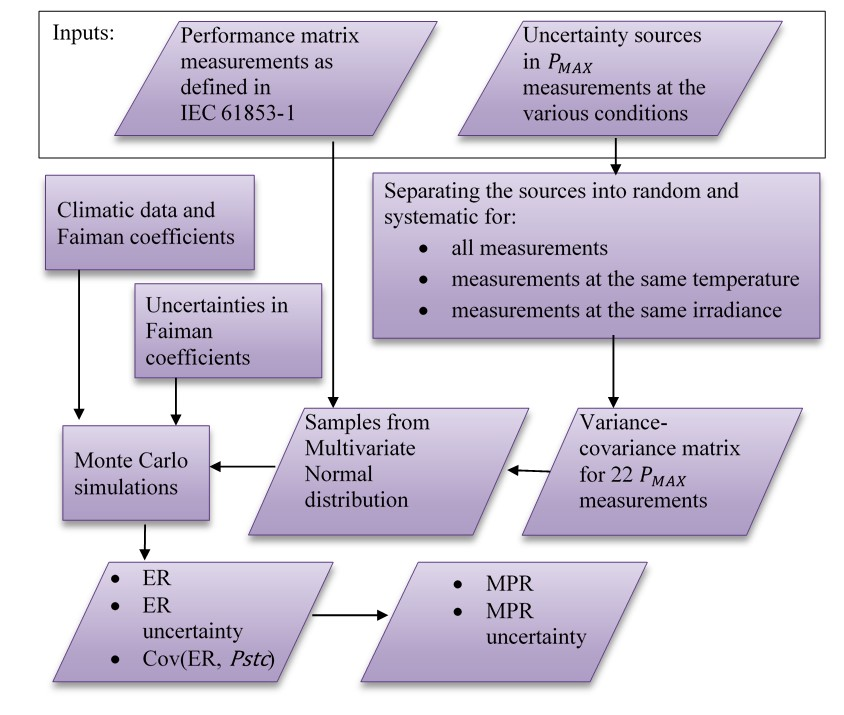 Inputs:
Performance matrix
measurements as
defined in
IEC 61853-1
Uncertainty sources
in P_MAX
measurements at the
various conditions
Climatic data and
Faiman coefficients
Separating the sources into random and
systematic for:
• all measurements
• measurements at the same temperature
• measurements at the same irradiance
Uncertainties in
Faiman
coefficients
Monte Carlo
simulations
Samples from
Multivariate
Normal
distribution
Variance-
covariance matrix
for 22 P_MAX
measurements
• ER
• ER
uncertainty
• Cov(ER, Pstc)
• MPR
• MPR
uncertainty